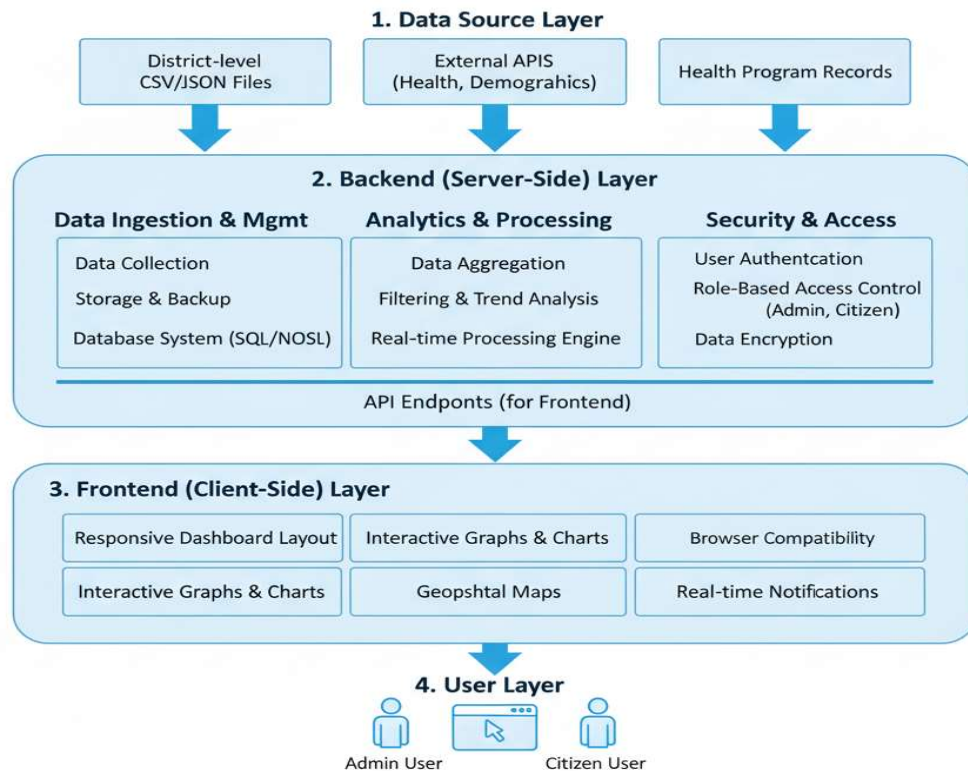 1. Data Source Layer
District-level
CSV/JSON Files
External APIS
(Health, Demograhics)
Health Program Records
2. Backend (Server-Side) Layer
Data Ingestion & Mgmt
Data Collection
Storage & Backup
Database System (SQL/NOSL)
Analytics & Processing
Data Aggregation
Filtering & Trend Analysis
Real-time Processing Engine
Security & Access
User Authentcation
Role-Based Access Control
(Admin, Citizen)
Data Encryption
API Endponts (for Frontend)
3. Frontend (Client-Side) Layer
Responsive Dashboard Layout
Interactive Graphs & Charts
Browser Compatibility
Interactive Graphs & Charts
Geopshtal Maps
Real-time Notifications
4. User Layer
Admin User
Citizen User